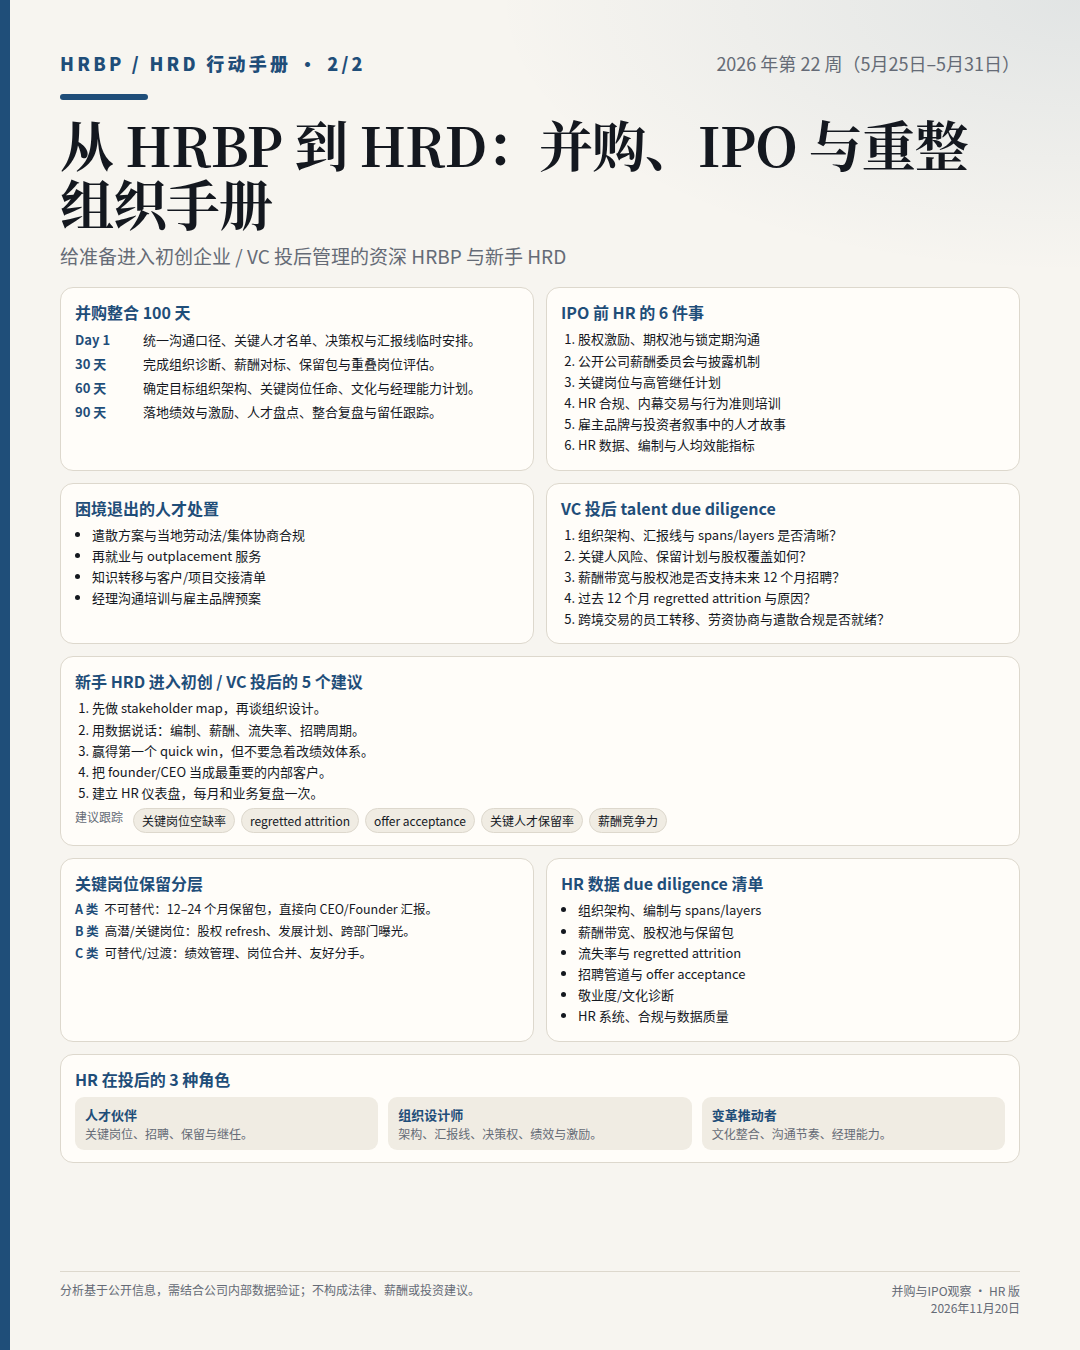 HRBP / HRD 行动手册 · 2/2
2026 年第 22 周（5月25日–5月31日）
从 HRBP 到 HRD：并购、IPO 与重整
组织手册
给准备进入初创企业 / VC 投后管理的资深 HRBP 与新手 HRD
并购整合 100 天
Day 1 统一沟通口径、关键人才名单、决策权与汇报线临时安排。
30 天 完成组织诊断、薪酬对标、保留包与重叠岗位评估。
60 天 确定目标组织架构、关键岗位任命、文化与经理能力计划。
90 天 落地绩效与激励、人才盘点、整合复盘与留任跟踪。
IPO 前 HR 的 6 件事
1. 股权激励、期权池与锁定期沟通
2. 公开公司薪酬委员会与披露机制
3. 关键岗位与高管继任计划
4. HR 合规、内幕交易与行为准则培训
5. 雇主品牌与投资者叙事中的人才故事
6. HR 数据、编制与人均效能指标
困境退出的人才处置
• 遣散方案与当地劳动法/集体协商合规
• 再就业与 outplacement 服务
• 知识转移与客户/项目交接清单
• 经理沟通培训与雇主品牌预案
VC 投后 talent due diligence
1. 组织架构、汇报线与 spans/layers 是否清晰？
2. 关键人风险、保留计划与股权覆盖如何？
3. 薪酬带宽与股权池是否支持未来 12 个月招聘？
4. 过去 12 个月 regretted attrition 与原因？
5. 跨境交易的员工转移、劳资协商与遣散合规是否就绪？
新手 HRD 进入初创 / VC 投后的 5 个建议
1. 先做 stakeholder map，再谈组织设计。
2. 用数据说话：编制、薪酬、流失率、招聘周期。
3. 赢得第一个 quick win，但不要急着改绩效体系。
4. 把 founder/CEO 当成最重要的内部客户。
5. 建立 HR 仪表盘，每月和业务复盘一次。
建议跟踪 关键岗位空缺率 regretted attrition offer acceptance 关键人才保留率 薪酬竞争力
关键岗位保留分层
A 类 不可替代：12–24 个月保留包，直接向 CEO/Founder 汇报。
B 类 高潜/关键岗位：股权 refresh、发展计划、跨部门曝光。
C 类 可替代/过渡：绩效管理、岗位合并、友好分手。
HR 数据 due diligence 清单
• 组织架构、编制与 spans/layers
• 薪酬带宽、股权池与保留包
• 流失率与 regretted attrition
• 招聘管道与 offer acceptance
• 敬业度/文化诊断
• HR 系统、合规与数据质量
HR 在投后的 3 种角色
人才伙伴
关键岗位、招聘、保留与继任。
组织设计师
架构、汇报线、决策权、绩效与激励。
变革推动者
文化整合、沟通节奏、经理能力。
分析基于公开信息，需结合公司内部数据验证；不构成法律、薪酬或投资建议。
并购与IPO观察 · HR 版
2026年11月20日